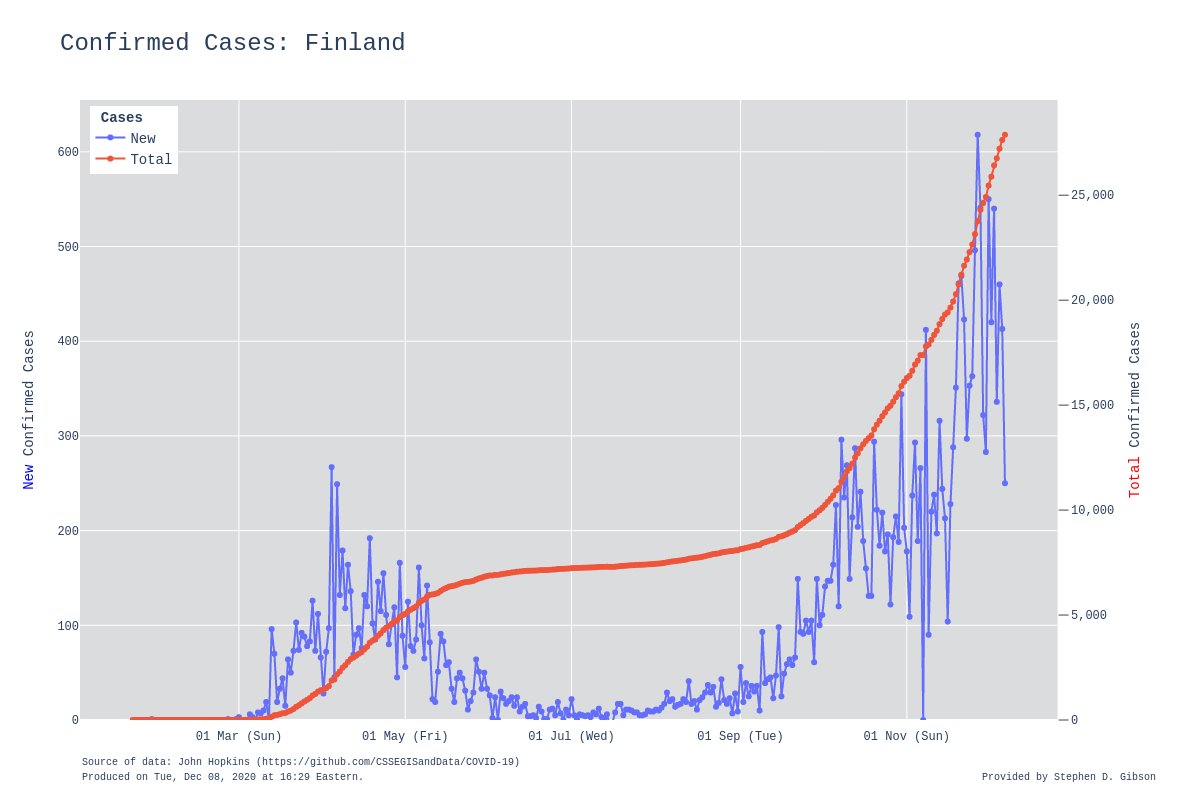 Confirmed Cases: Finland
Cases
New
Total
600
500
400
300
200
100
0
25,000
20,000
15,000
10,000
5,000
0
New Confirmed Cases
Total Confirmed Cases
01 Mar (Sun)
01 May (Fri)
01 Jul (Wed)
01 Sep (Tue)
01 Nov (Sun)
Source of data: John Hopkins (https://github.com/CSSEGISandData/COVID-19)
Produced on Tue, Dec 08, 2020 at 16:29 Eastern.
Provided by Stephen D. Gibson